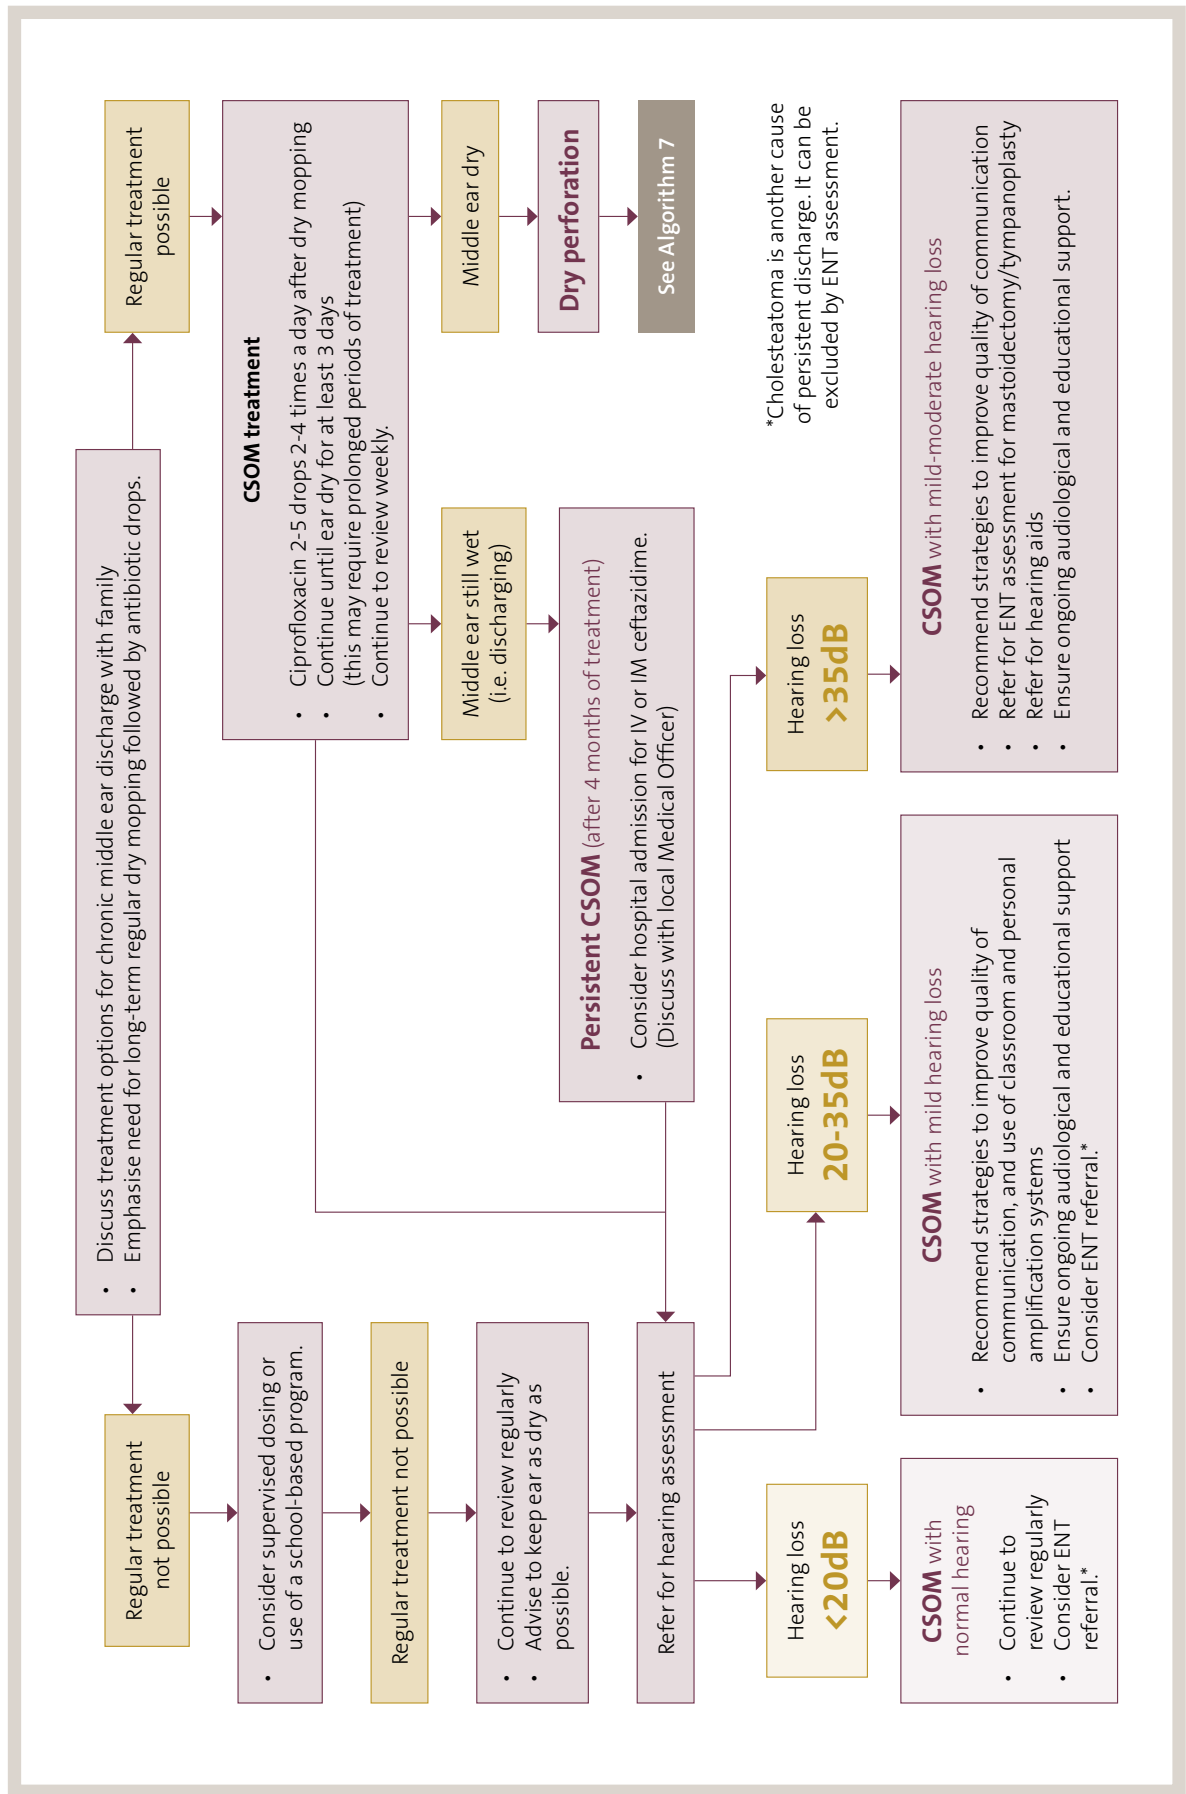 • Discuss treatment options for chronic middle ear discharge with family
• Emphasise need for long-term regular dry mopping followed by antibiotic drops.
Regular treatment
not possible
• Consider supervised dosing or
use of a school-based program.
Regular treatment not possible
• Continue to review regularly
• Advise to keep ear as dry as
possible.
Regular treatment
possible
CSOM treatment
• Ciprofloxacin 2-5 drops 2-4 times a day after dry mopping
• Continue until ear dry for at least 3 days
(this may require prolonged periods of treatment)
• Continue to review weekly.
Middle ear still wet
(i.e. discharging)
Middle ear dry
Persistent CSOM (after 4 months of treatment)
• Consider hospital admission for IV or IM ceftazidime.
(Discuss with local Medical Officer)
Dry perforation
See Algorithm 7
Refer for hearing assessment
Hearing loss
<20dB
Hearing loss
20-35dB
Hearing loss
>35dB
*Cholesteatoma is another cause
of persistent discharge. It can be
excluded by ENT assessment.
CSOM with
normal hearing
• Continue to
review regularly
• Consider ENT
referral.*
CSOM with mild hearing loss
• Recommend strategies to improve quality of
communication, and use of classroom and personal
amplification systems
• Ensure ongoing audiological and educational support
• Consider ENT referral.*
CSOM with mild-moderate hearing loss
• Recommend strategies to improve quality of communication
• Refer for ENT assessment for mastoidectomy/tympanoplasty
• Refer for hearing aids
• Ensure ongoing audiological and educational support.